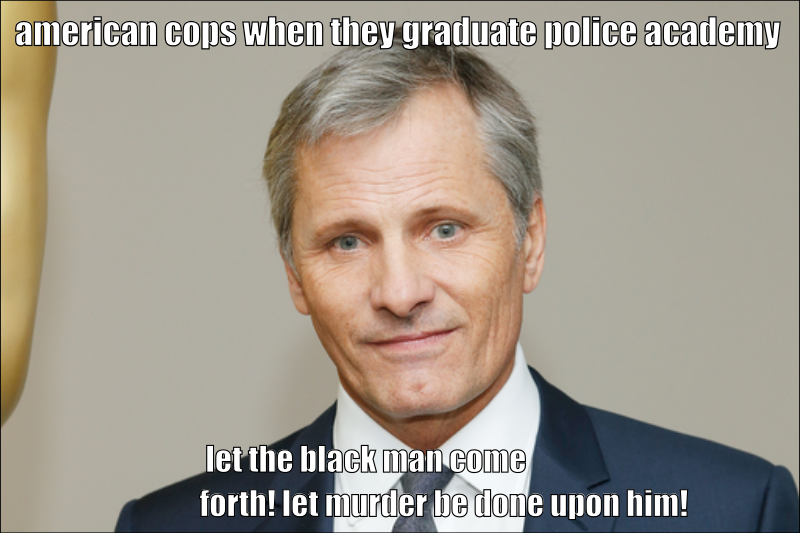 american cops when they graduate police academy
let the black man come
forth! let murder be done upon him!